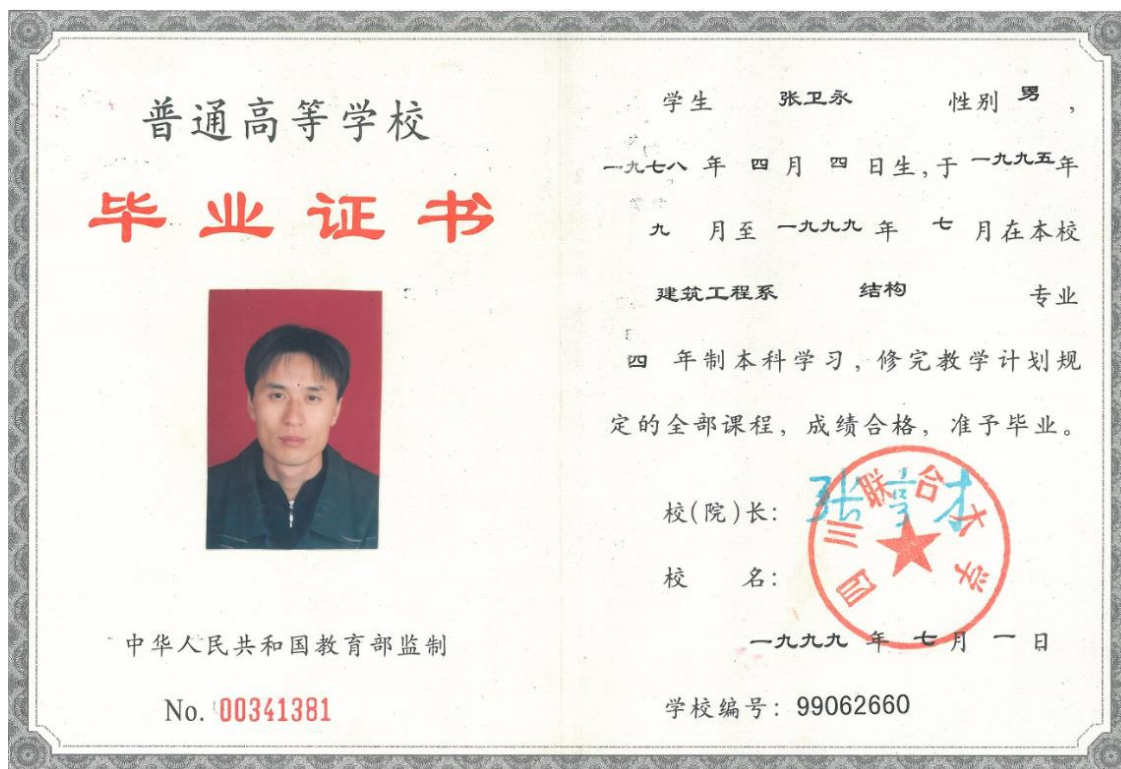 普通高等学校
毕业证书
中华人民共和国教育部监制
No. 00341381
学生 张卫永 性别 男,
一九七八 年 四 月 四 日生,于 一九九五 年
九 月至 一九九九 年 七 月在本校
建筑工程系 结构 专业
四 年制本科学习,修完教学计划规
定的全部课程,成绩合格,准予毕业。
校(院)长:
四川联合大学
校 名:
一九九九 年 七 月 一 日
学校编号: 99062660